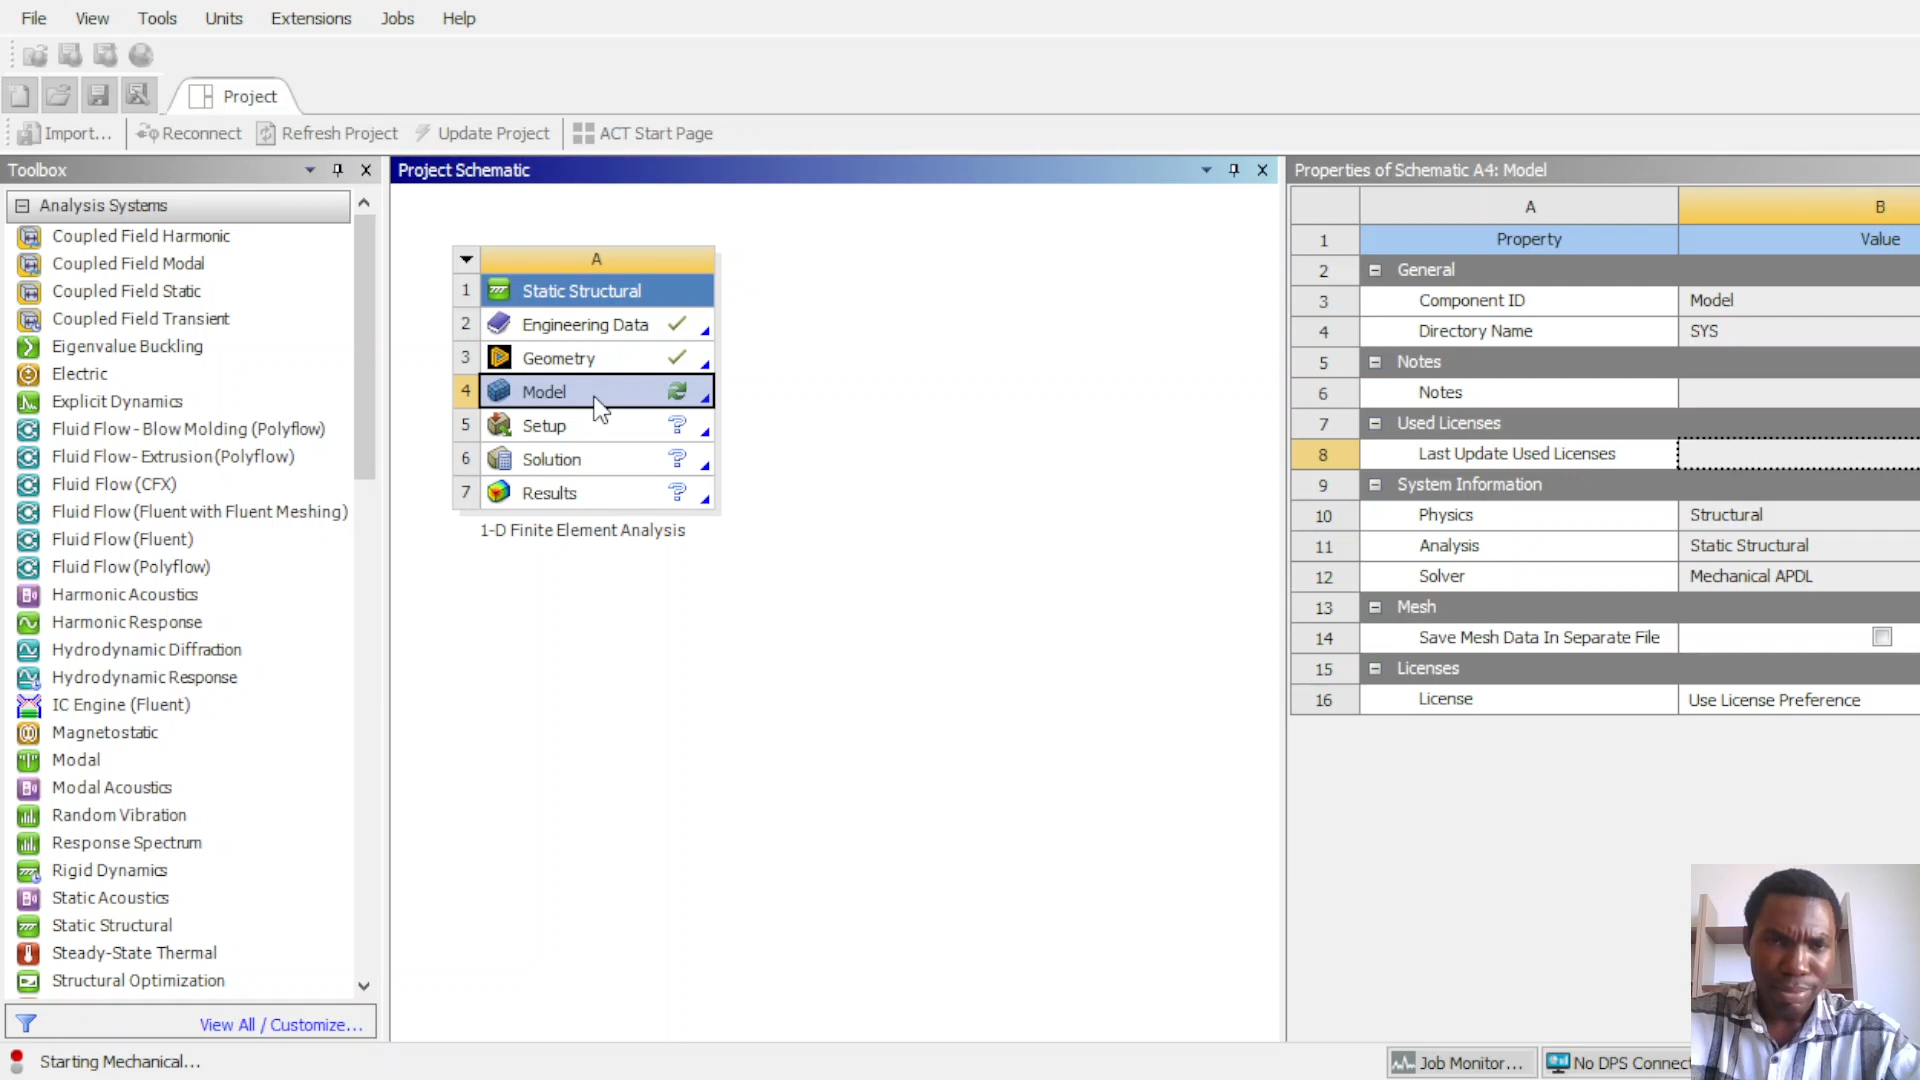 File View Tools Units Extensions Jobs Help
Project
Import... Reconnect Refresh Project Update Project ACT Start Page
Toolbox
Analysis Systems
Coupled Field Harmonic
Coupled Field Modal
Coupled Field Static
Coupled Field Transient
Eigenvalue Buckling
Electric
Explicit Dynamics
Fluid Flow - Blow Molding (Polyflow)
Fluid Flow- Extrusion (Polyflow)
Fluid Flow (CFX)
Fluid Flow (Fluent with Fluent Meshing)
Fluid Flow (Fluent)
Fluid Flow (Polyflow)
Harmonic Acoustics
Harmonic Response
Hydrodynamic Diffraction
Hydrodynamic Response
IC Engine (Fluent)
Magnetostatic
Modal
Modal Acoustics
Random Vibration
Response Spectrum
Rigid Dynamics
Static Acoustics
Static Structural
Steady-State Thermal
Structural Optimization
View All / Customize...
Project Schematic
A
1 Static Structural
2 Engineering Data
3 Geometry
4 Model
5 Setup ?
6 Solution ?
7 Results ?
1-D Finite Element Analysis
Properties of Schematic A4: Model
A B
1 Property Value
2 General
3 Component ID Model
4 Directory Name SYS
5 Notes
6 Notes
7 Used Licenses
8 Last Update Used Licenses
9 System Information
10 Physics Structural
11 Analysis Static Structural
12 Solver Mechanical APDL
13 Mesh
14 Save Mesh Data In Separate File
15 Licenses
16 License Use License Preference
Starting Mechanical...
Job Monitor... No DPS Connect